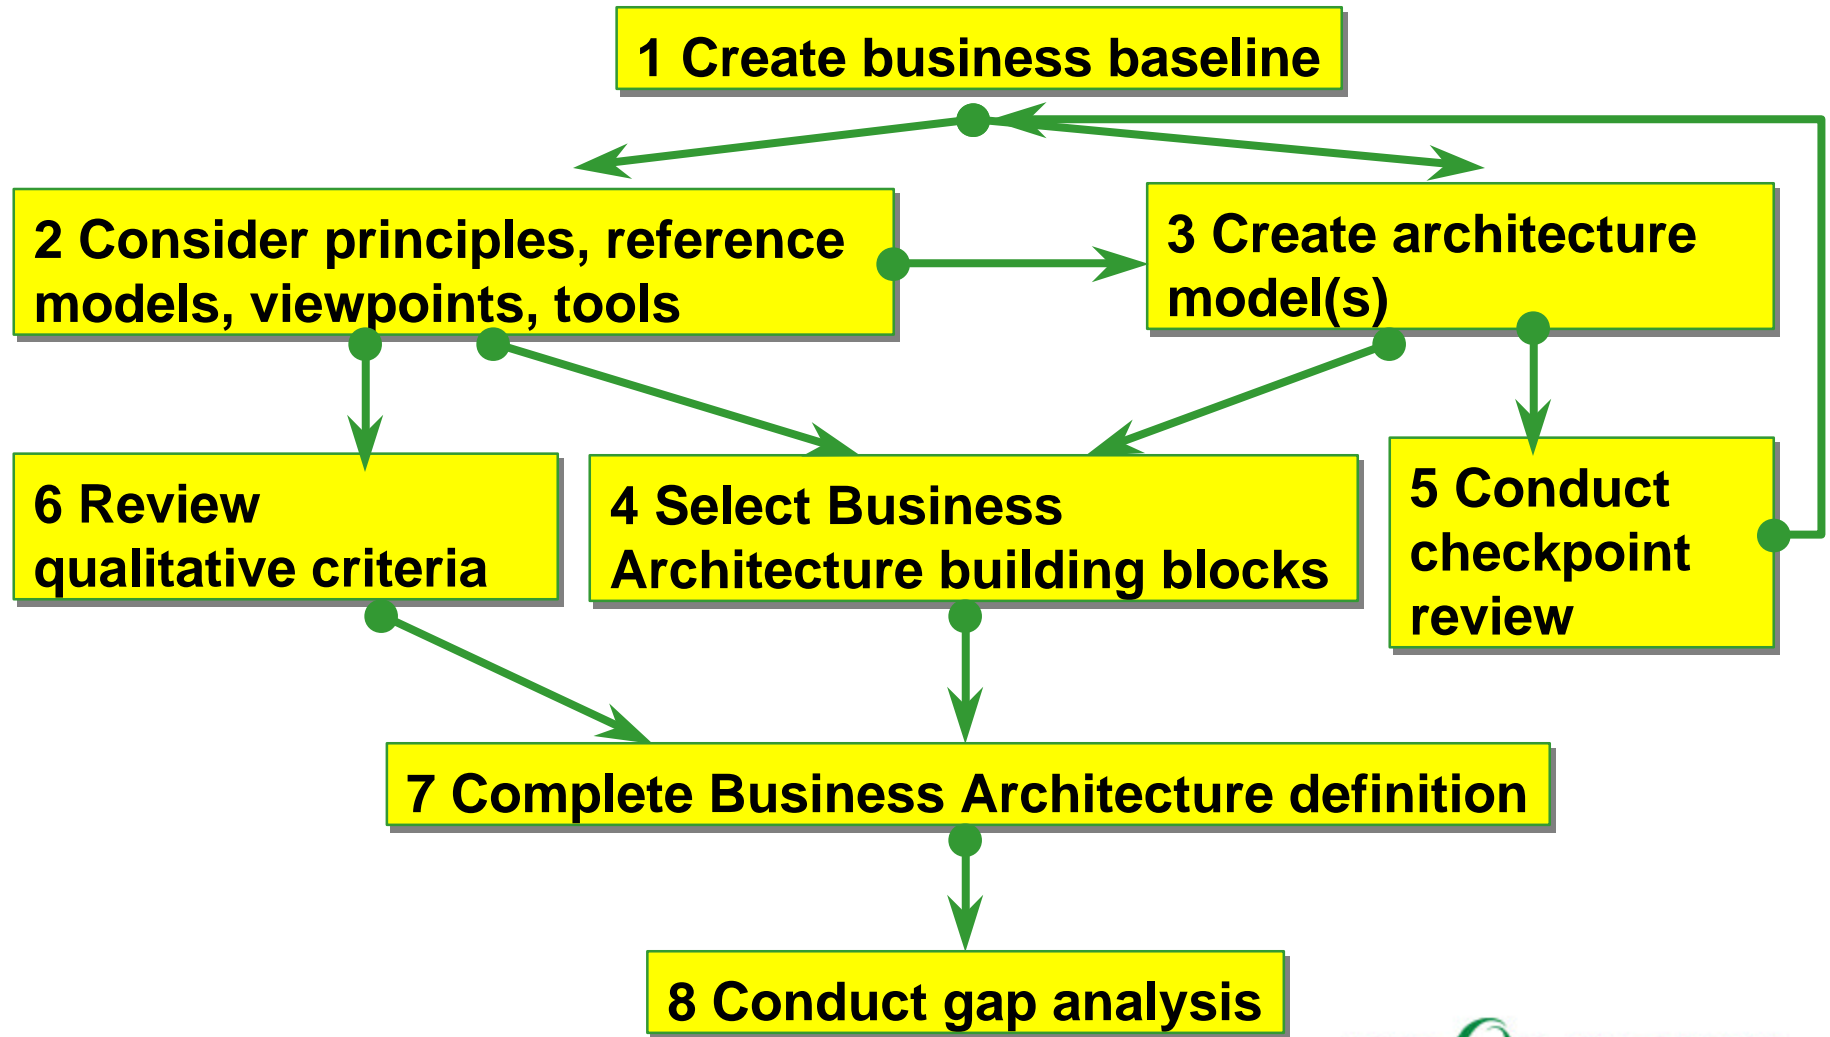 1 Create business baseline
2 Consider principles, reference
models, viewpoints, tools
3 Create architecture
model(s)
6 Review
qualitative criteria
4 Select Business
Architecture building blocks
5 Conduct
checkpoint
review
7 Complete Business Architecture definition
8 Conduct gap analysis